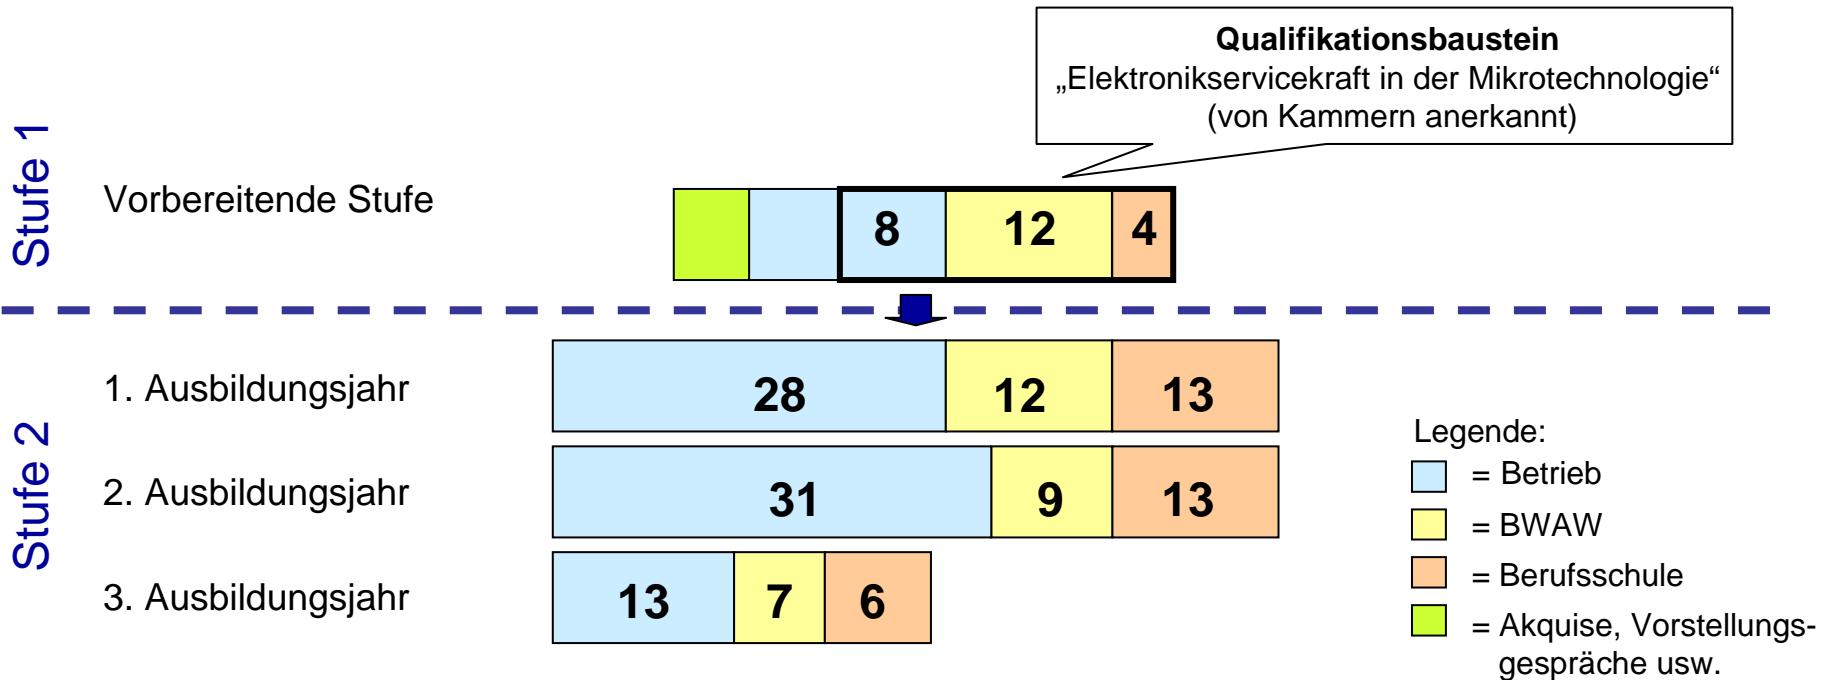 Qualifikationsbaustein
„Elektronikservicekraft in der Mikrotechnologie“
(von Kammern anerkannt)
Stufe 1
Vorbereitende Stufe
8 12 4
Stufe 2
1. Ausbildungsjahr
28 12 13
2. Ausbildungsjahr
31 9 13
3. Ausbildungsjahr
13 7 6
Legende:
= Betrieb
= BWAW
= Berufsschule
= Akquise, Vorstellungs-
gespräche usw.